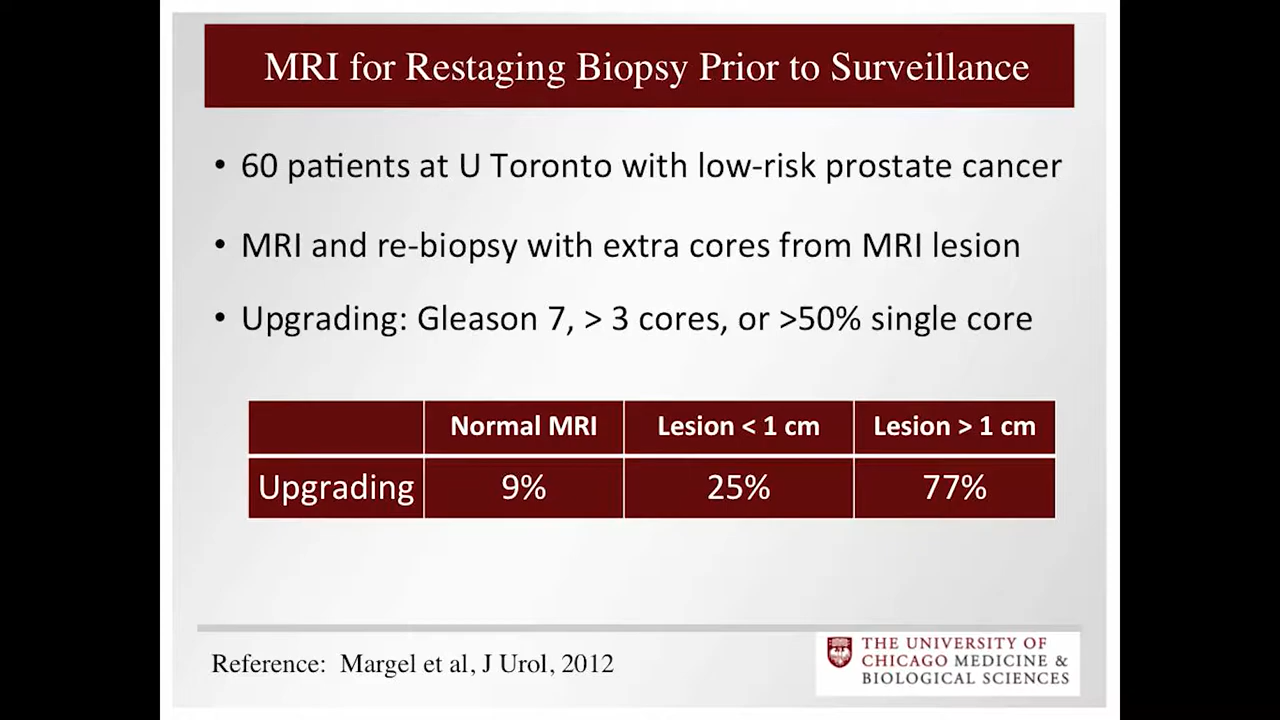 MRI for Restaging Biopsy Prior to Surveillance
• 60 patients at U Toronto with low-risk prostate cancer
• MRI and re-biopsy with extra cores from MRI lesion
• Upgrading: Gleason 7, > 3 cores, or >50% single core
Normal MRI Lesion < 1 cm Lesion > 1 cm
Upgrading 9% 25% 77%
Reference: Margel et al, J Urol, 2012
THE UNIVERSITY OF
CHICAGO MEDICINE &
BIOLOGICAL SCIENCES